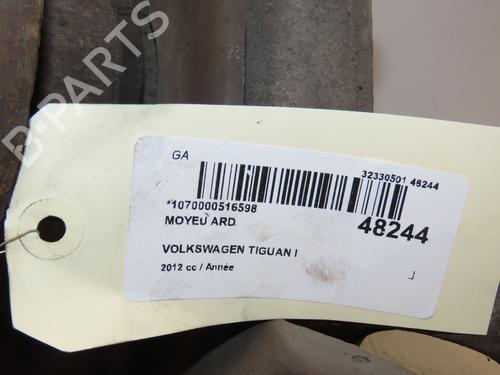 B-PARTS
GA
32330501 48244
*1070000516598
MOYEU ARD
48244
VOLKSWAGEN TIGUAN I
2012 cc / Année